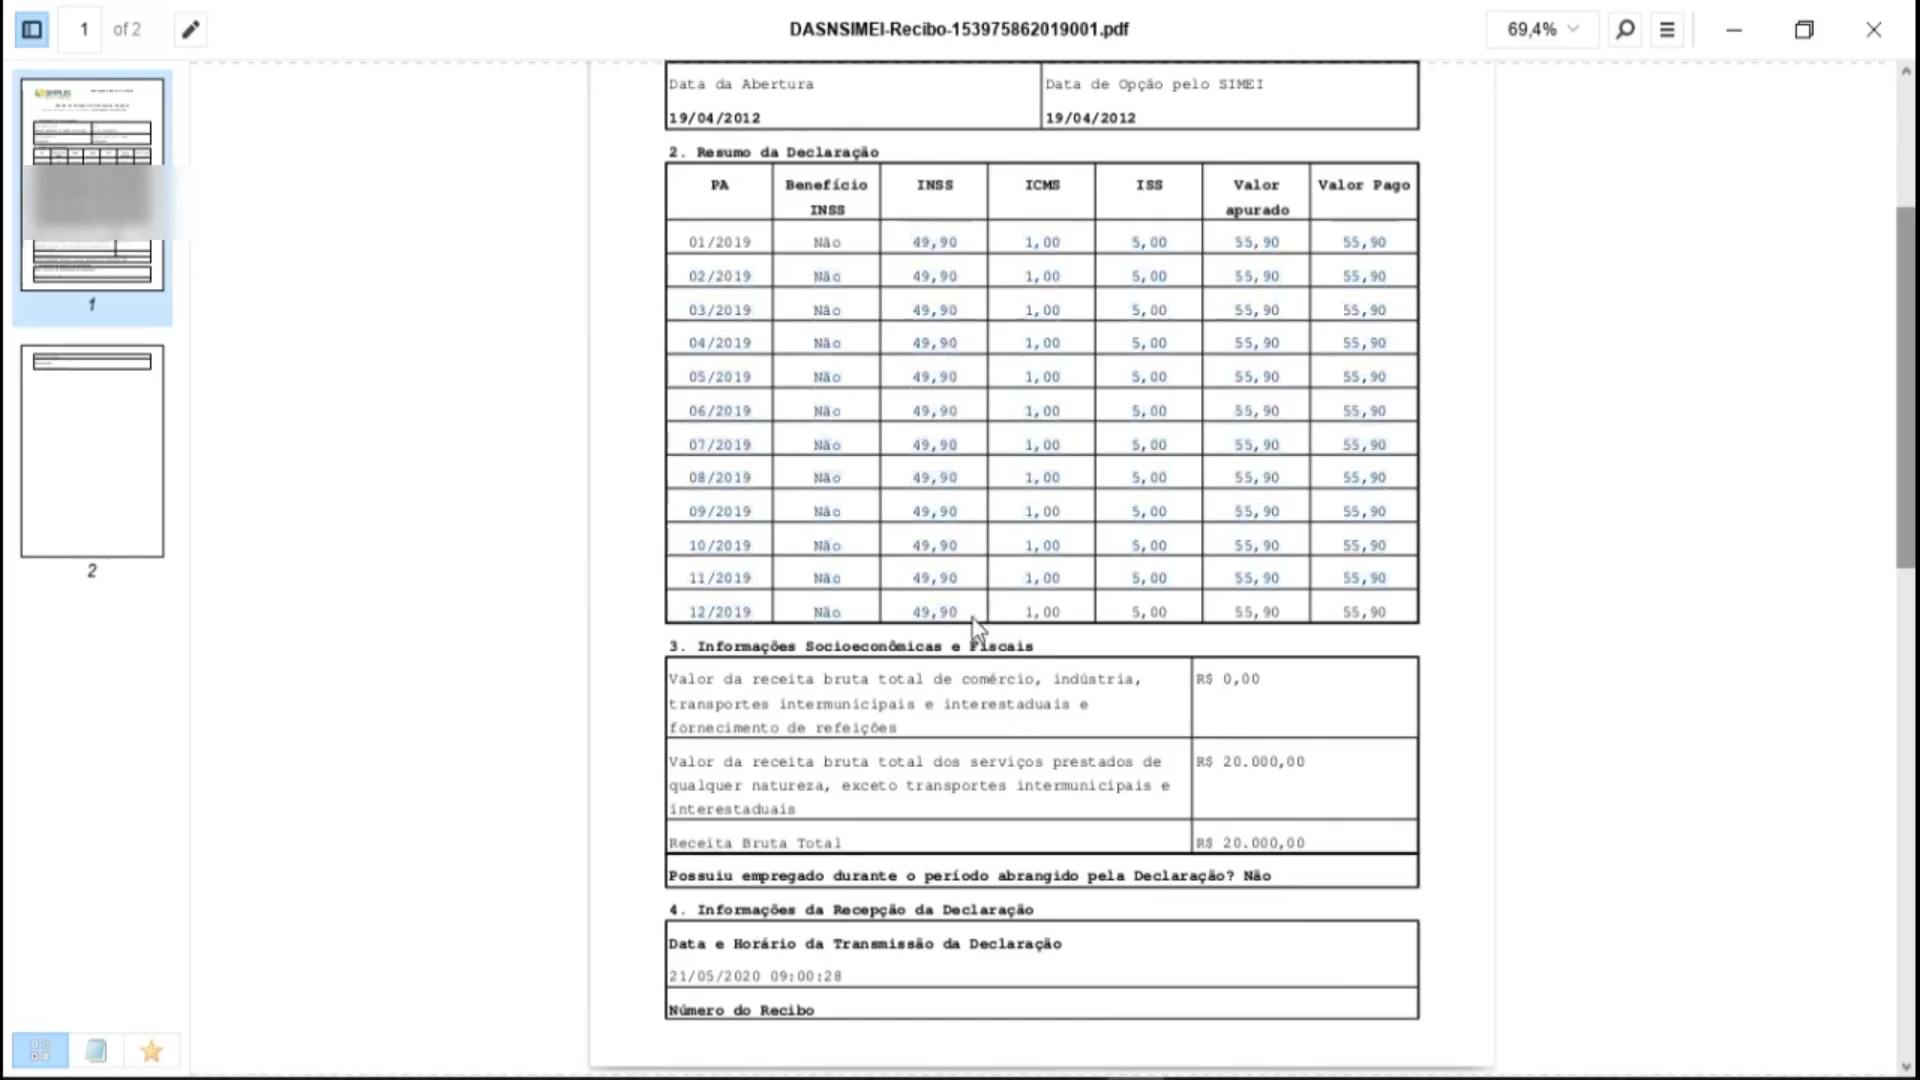 1 of 2
DASNSIMEI-Recibo-153975862019001.pdf
69,4%
1
2
Data da Abertura Data de Opção pelo SIMEI
19/04/2012 19/04/2012
2. Resumo da Declaração
PA Benefício INSS ICMS ISS Valor Valor Pago
INSS apurado
01/2019 Não 49,90 1,00 5,00 55,90 55,90
02/2019 Não 49,90 1,00 5,00 55,90 55,90
03/2019 Não 49,90 1,00 5,00 55,90 55,90
04/2019 Não 49,90 1,00 5,00 55,90 55,90
05/2019 Não 49,90 1,00 5,00 55,90 55,90
06/2019 Não 49,90 1,00 5,00 55,90 55,90
07/2019 Não 49,90 1,00 5,00 55,90 55,90
08/2019 Não 49,90 1,00 5,00 55,90 55,90
09/2019 Não 49,90 1,00 5,00 55,90 55,90
10/2019 Não 49,90 1,00 5,00 55,90 55,90
11/2019 Não 49,90 1,00 5,00 55,90 55,90
12/2019 Não 49,90 1,00 5,00 55,90 55,90
3. Informações Socioeconômicas e Fiscais
Valor da receita bruta total de comércio, indústria, R$ 0,00
transportes intermunicipais e interestaduais e
fornecimento de refeições
Valor da receita bruta total dos serviços prestados de R$ 20.000,00
qualquer natureza, exceto transportes intermunicipais e
interestaduais
Receita Bruta Total R$ 20.000,00
Possuiu empregado durante o período abrangido pela Declaração? Não
4. Informações da Recepção da Declaração
Data e Horário da Transmissão da Declaração
21/05/2020 09:00:28
Número do Recibo